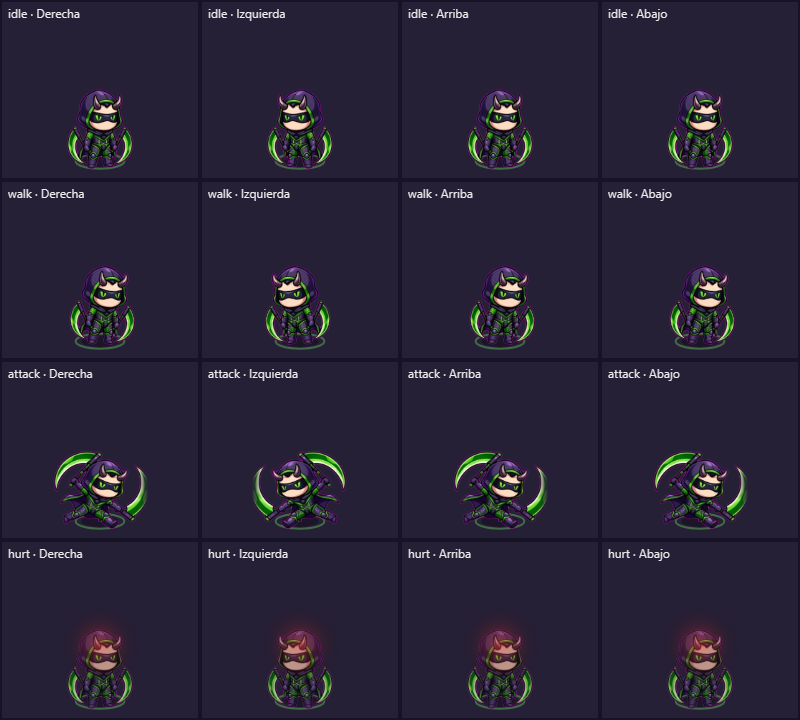 idle · Derecha
idle · Izquierda
idle · Arriba
idle · Abajo
walk · Derecha
walk · Izquierda
walk · Arriba
walk · Abajo
attack · Derecha
attack · Izquierda
attack · Arriba
attack · Abajo
hurt · Derecha
hurt · Izquierda
hurt · Arriba
hurt · Abajo